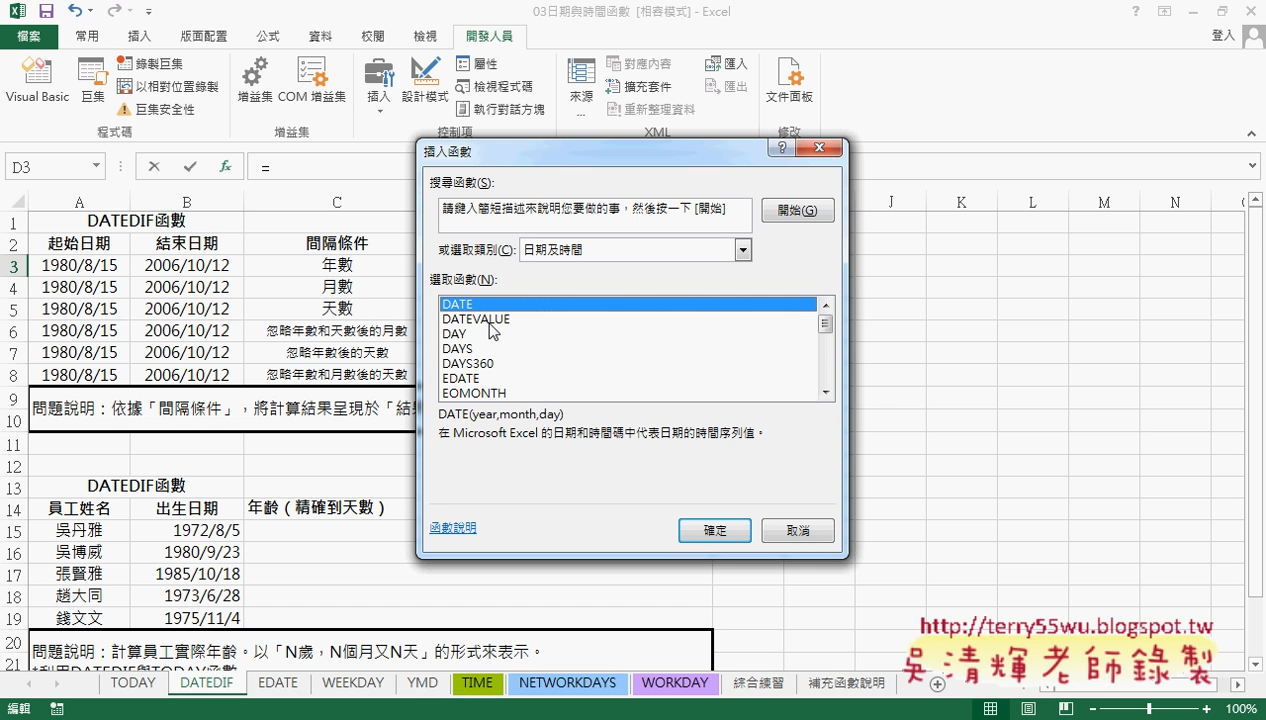 03日期與時間函數 [相容模式] - Excel
檔案 常用 插入 版面配置 公式 資料 校閱 檢視 開發人員 登入
Visual Basic 巨集 錄製巨集 以相對位置錄製 巨集安全性 程式碼
增益集 COM 增益集 增益集
插入 設計模式 屬性 檢視程式碼 執行對話方塊 控制項
來源... 對應內容 擴充套件 重新整理資料 匯入 匯出 XML
文件面板 修改
D3 =
A B C J K L M N
1 DATEDIF函數
2 起始日期 結束日期 間隔條件
3 1980/8/15 2006/10/12 年數
4 1980/8/15 2006/10/12 月數
5 1980/8/15 2006/10/12 天數
6 1980/8/15 2006/10/12 忽略年數和天數後的月數
7 1980/8/15 2006/10/12 忽略年數後的天數
8 1980/8/15 2006/10/12 忽略年數和月數後的天數
9
10 問題說明：依據「間隔條件」，將計算結果呈現於「結
11
12
13 DATEDIF函數
14 員工姓名 出生日期 年齡（精確到天數）
15 吳丹雅 1972/8/5
16 吳博威 1980/9/23
17 張賢雅 1985/10/18
18 趙大同 1973/6/28
19 錢文文 1975/11/4
20 問題說明：計算員工實際年齡。以「N歲，N個月又N天」的形式來表示。
21 *利用DATEDIF與TODAY函數
插入函數
搜尋函數(S):
請鍵入簡短描述來說明您要做的事，然後按一下 [開始]
開始(G)
或選取類別(C): 日期及時間
選取函數(N):
DATE
DATEVALUE
DAY
DAYS
DAYS360
EDATE
EOMONTH
DATE(year,month,day)
在 Microsoft Excel 的日期和時間碼中代表日期的時間序列值。
函數說明 確定 取消
http://terry55wu.blogspot.tw
吳清輝老師錄製
TODAY DATEDIF EDATE WEEKDAY YMD TIME NETWORKDAYS WORKDAY 綜合練習 補充函數說明
編輯 100%